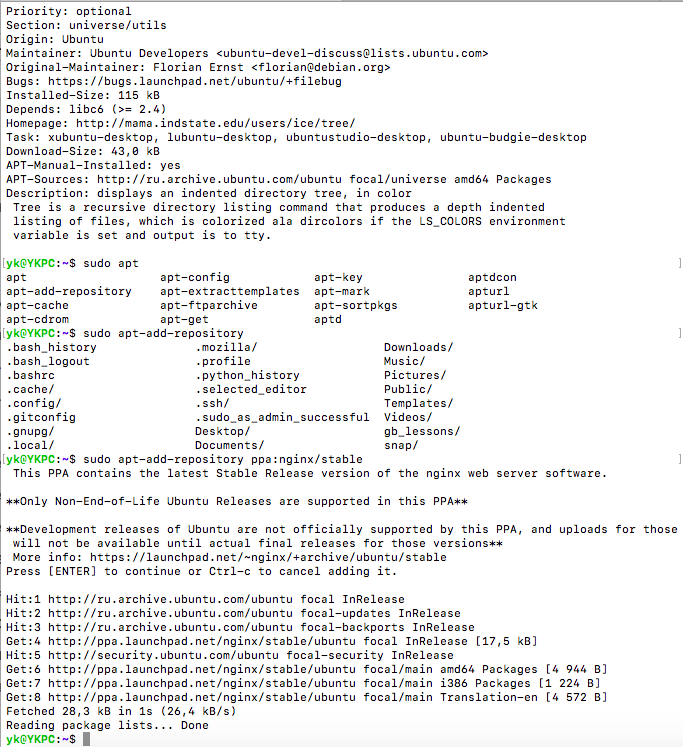 Priority: optional
Section: universe/utils
Origin: Ubuntu
Maintainer: Ubuntu Developers <ubuntu-devel-discuss@lists.ubuntu.com>
Original-Maintainer: Florian Ernst <florian@debian.org>
Bugs: https://bugs.launchpad.net/ubuntu/+filebug
Installed-Size: 115 kB
Depends: libc6 (>= 2.4)
Homepage: http://mama.indstate.edu/users/ice/tree/
Task: xubuntu-desktop, lubuntu-desktop, ubuntustudio-desktop, ubuntu-budgie-desktop
Download-Size: 43,0 kB
APT-Manual-Installed: yes
APT-Sources: http://ru.archive.ubuntu.com/ubuntu focal/universe amd64 Packages
Description: displays an indented directory tree, in color
 Tree is a recursive directory listing command that produces a depth indented
 listing of files, which is colorized ala dircolors if the LS_COLORS environment
 variable is set and output is to tty.

[yk@YKPC:~$ sudo apt ]
apt                   apt-config            apt-key               aptdcon
apt-add-repository    apt-extracttemplates  apt-mark              apturl
apt-cache             apt-ftparchive        apt-sortpkgs          apturl-gtk
apt-cdrom             apt-get               aptd
[yk@YKPC:~$ sudo apt-add-repository ]
.bash_history              .mozilla/                  Downloads/
.bash_logout               .profile                   Music/
.bashrc                    .python_history            Pictures/
.cache/                    .selected_editor           Public/
.config/                   .ssh/                      Templates/
.gitconfig                 .sudo_as_admin_successful  Videos/
.gnupg/                    Desktop/                   gb_lessons/
.local/                    Documents/                 snap/
[yk@YKPC:~$ sudo apt-add-repository ppa:nginx/stable ]
 This PPA contains the latest Stable Release version of the nginx web server software.

**Only Non-End-of-Life Ubuntu Releases are supported in this PPA**

**Development releases of Ubuntu are not officially supported by this PPA, and uploads for those
 will not be available until actual final releases for those versions**
 More info: https://launchpad.net/~nginx/+archive/ubuntu/stable
Press [ENTER] to continue or Ctrl-c to cancel adding it.

Hit:1 http://ru.archive.ubuntu.com/ubuntu focal InRelease
Hit:2 http://ru.archive.ubuntu.com/ubuntu focal-updates InRelease
Hit:3 http://ru.archive.ubuntu.com/ubuntu focal-backports InRelease
Get:4 http://ppa.launchpad.net/nginx/stable/ubuntu focal InRelease [17,5 kB]
Hit:5 http://security.ubuntu.com/ubuntu focal-security InRelease
Get:6 http://ppa.launchpad.net/nginx/stable/ubuntu focal/main amd64 Packages [4 944 B]
Get:7 http://ppa.launchpad.net/nginx/stable/ubuntu focal/main i386 Packages [1 224 B]
Get:8 http://ppa.launchpad.net/nginx/stable/ubuntu focal/main Translation-en [4 572 B]
Fetched 28,3 kB in 1s (26,4 kB/s)
Reading package lists... Done
yk@YKPC:~$